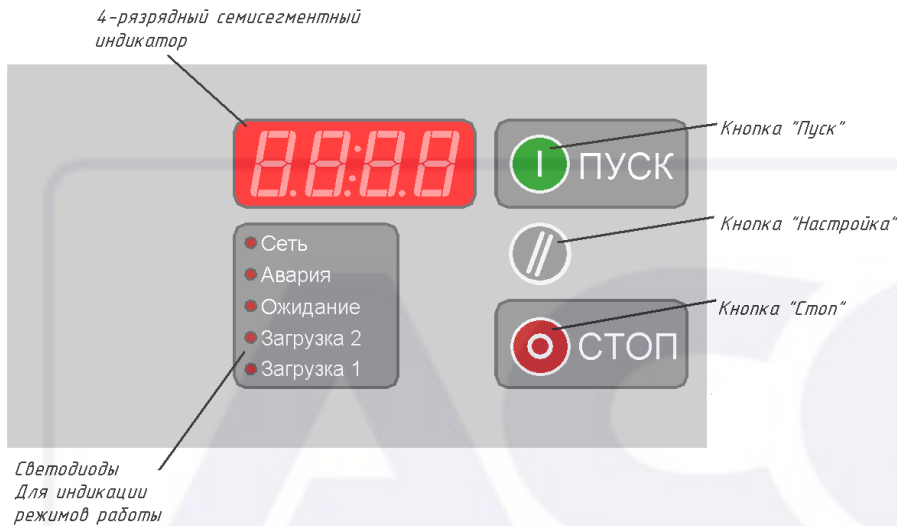 4-рязрядный семисегментный
индикатор
Кнопка "Пуск"
ПУСК
Кнопка "Настройка"
Сеть
Авария
Ожидание
Загрузка 2
Загрузка 1
Кнопка "Стоп"
СТОП
Светодиоды
Для индикации
режимов работы